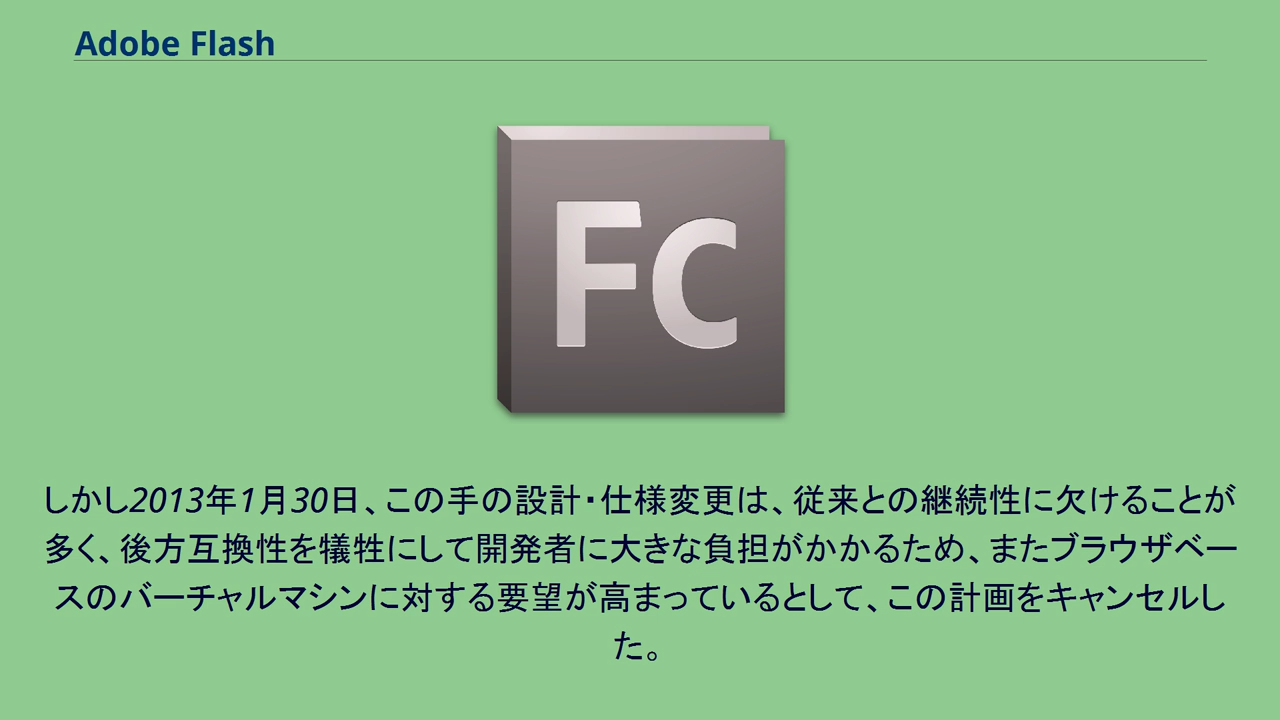 Adobe Flash
Fc
しかし2013年1月30日、この手の設計・仕様変更は、従来との継続性に欠けることが
多く、後方互換性を犠牲にして開発者に大きな負担がかかるため、またブラウザベー
スのバーチャルマシンに対する要望が高まっているとして、この計画をキャンセルし
た。